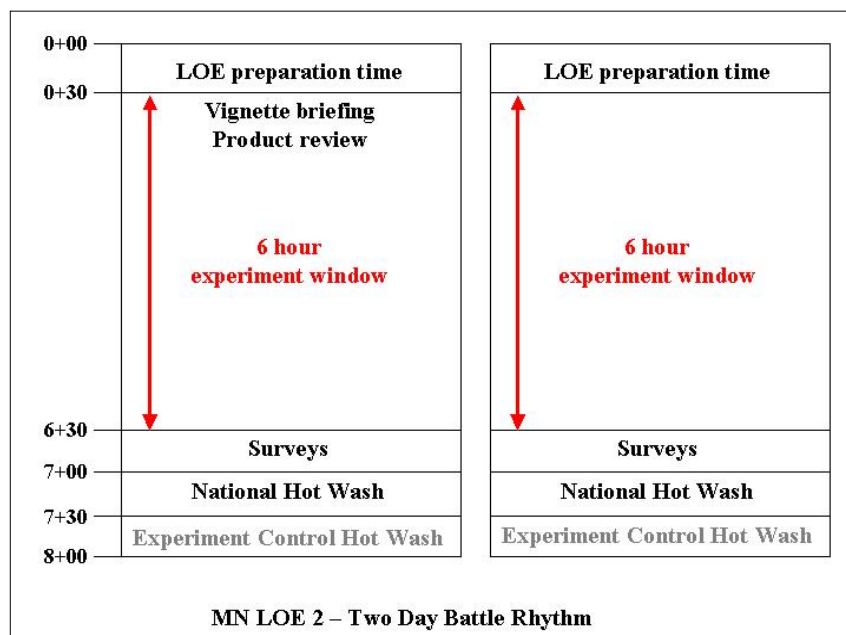 0+00
LOE preparation time
LOE preparation time
0+30
Vignette briefing
Product review
6 hour
experiment window
6 hour
experiment window
6+30
Surveys
Surveys
7+00
National Hot Wash
National Hot Wash
7+30
Experiment Control Hot Wash
Experiment Control Hot Wash
8+00
MN LOE 2 – Two Day Battle Rhythm